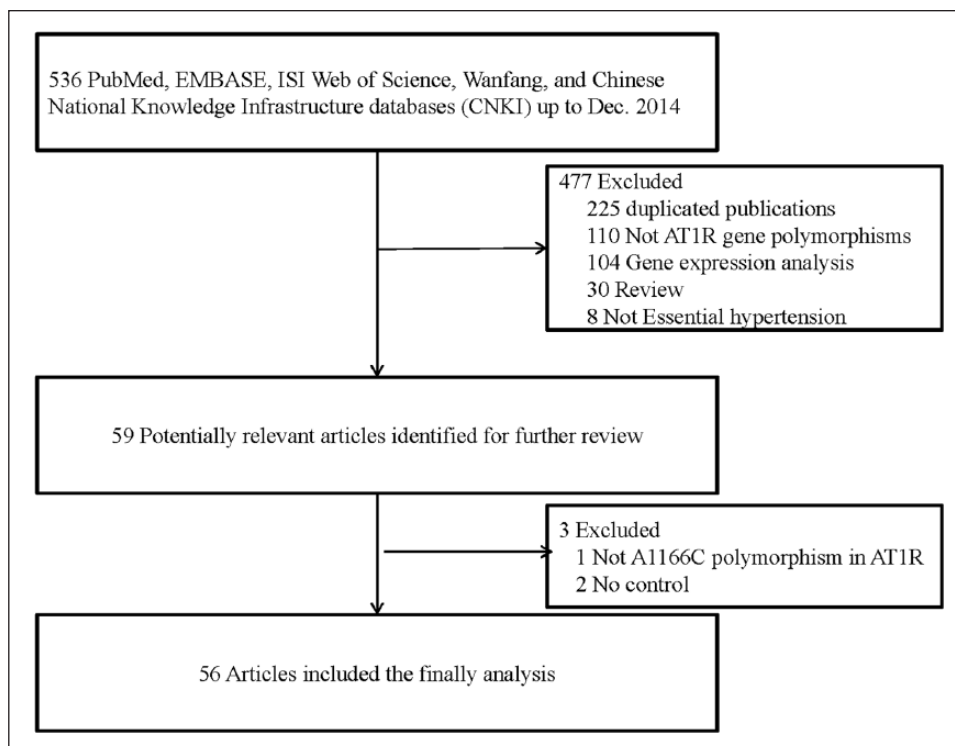 536 PubMed, EMBASE, ISI Web of Science, Wanfang, and Chinese
National Knowledge Infrastructure databases (CNKI) up to Dec. 2014
477 Excluded
225 duplicated publications
110 Not AT1R gene polymorphisms
104 Gene expression analysis
30 Review
8 Not Essential hypertension
59 Potentially relevant articles identified for further review
3 Excluded
1 Not A1166C polymorphism in AT1R
2 No control
56 Articles included the finally analysis